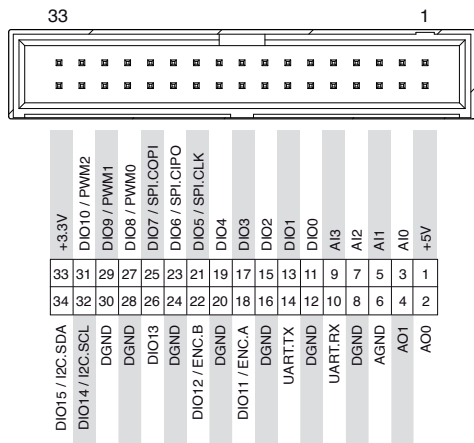 33 1
+3.3V
DIO10 / PWM2
DIO9 / PWM1
DIO8 / PWM0
DIO7 / SPI.COPI
DIO6 / SPI.CIPO
DIO5 / SPI.CLK
DIO4
DIO3
DIO2
DIO1
DIO0
AI3
AI2
AI1
AI0
+5V
33 31 29 27 25 23 21 19 17 15 13 11 9 7 5 3 1
34 32 30 28 26 24 22 20 18 16 14 12 10 8 6 4 2
DIO15 / I2C.SDA
DIO14 / I2C.SCL
DGND
DGND
DIO13
DGND
DIO12 / ENC.B
DGND
DIO11 / ENC.A
DGND
UART.TX
DGND
UART.RX
DGND
AGND
AO1
AO0